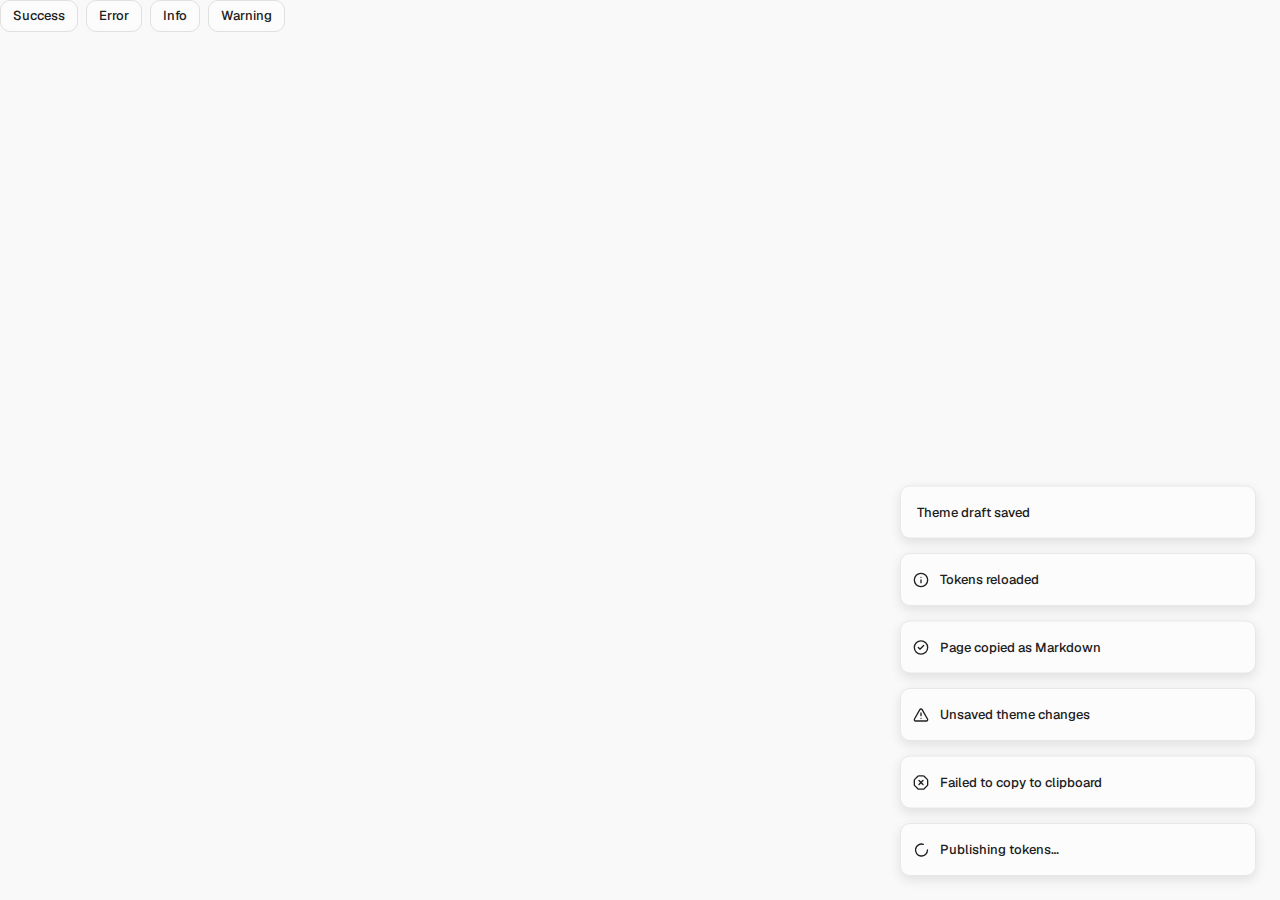 Success
Error
Info
Warning
Theme draft saved
Tokens reloaded
Page copied as Markdown
Unsaved theme changes
Failed to copy to clipboard
Publishing tokens…